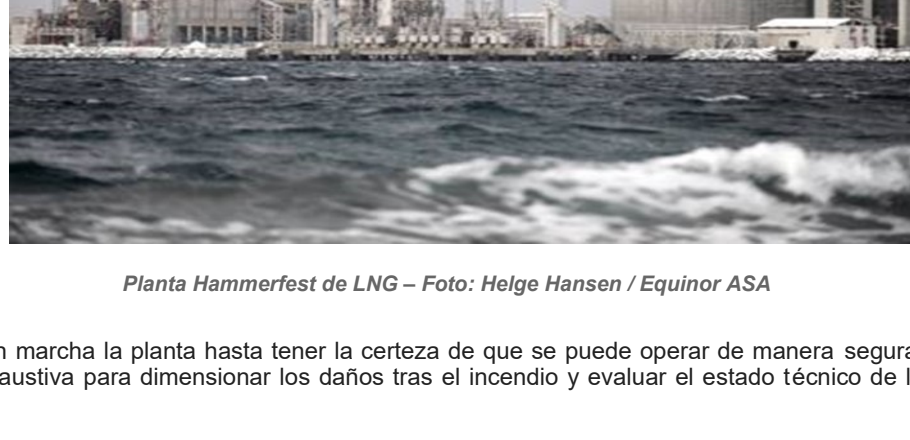 Planta Hammerfest de LNG – Foto: Helge Hansen / Equinor ASA
marcha la planta hasta tener la certeza de que se puede operar de manera segura
para dimensionar los daños tras el incendio y evaluar el estado técnico de